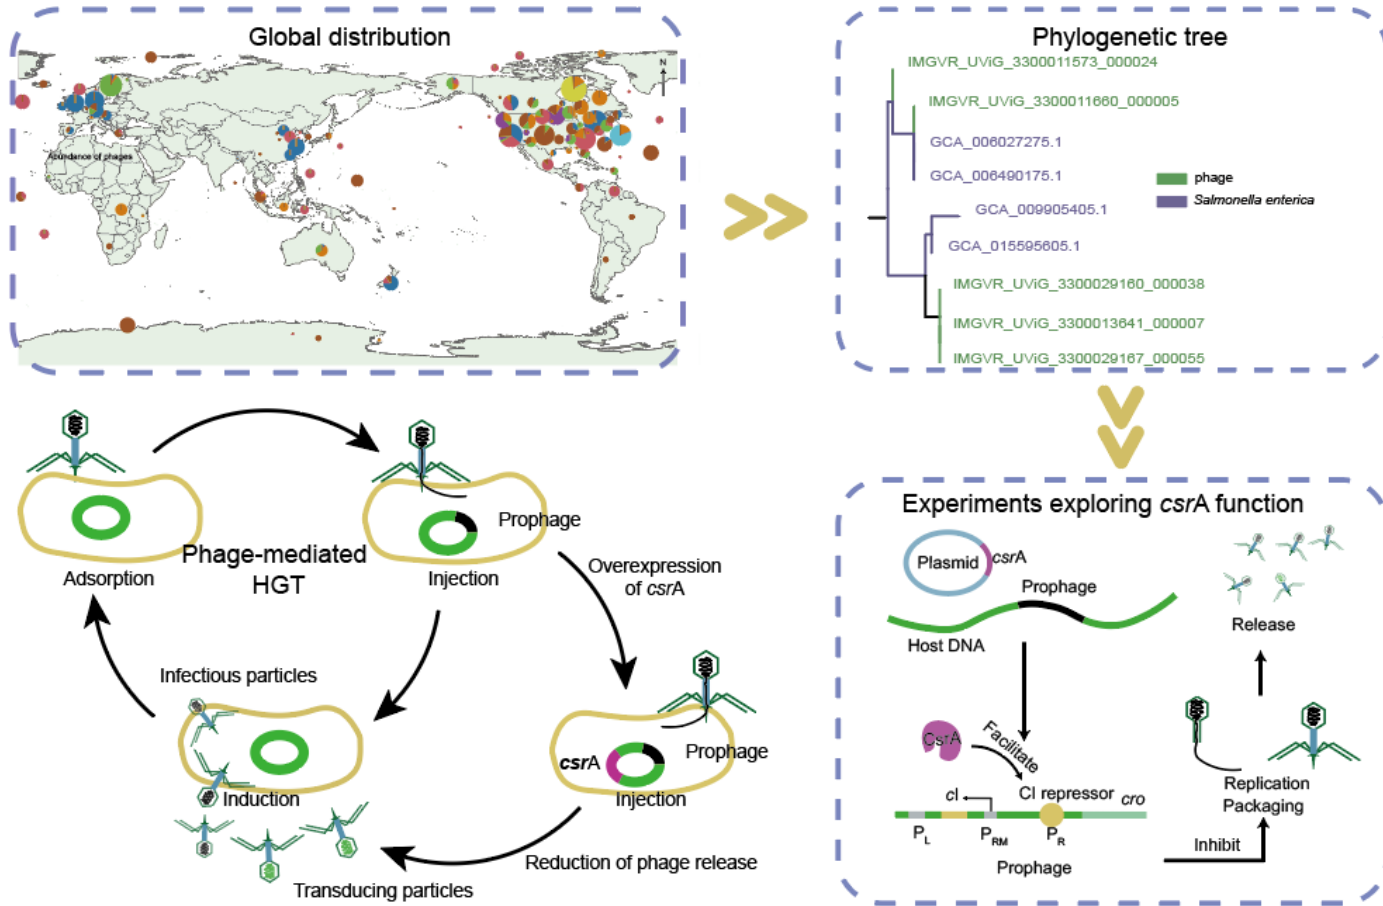 Global distribution
N
Abundance of phages
Phylogenetic tree
IMGVR_UViG_3300011573_000024
IMGVR_UViG_3300011660_000005
GCA_006027275.1
GCA_006490175.1
GCA_009905405.1
GCA_015595605.1
IMGVR_UViG_3300029160_000038
IMGVR_UViG_3300013641_000007
IMGVR_UViG_3300029167_000055
phage
Salmonella enterica
Phage-mediated
HGT
Adsorption
Prophage
Injection
Overexpression
of csrA
Infectious particles
Induction
csrA
Prophage
Injection
Reduction of phage release
Transducing particles
Experiments exploring csrA function
Plasmid
csrA
Prophage
Host DNA
CsrA
Facilitate
cI
CI repressor
cro
PL
PRM
PR
Prophage
Inhibit
Replication
Packaging
Release